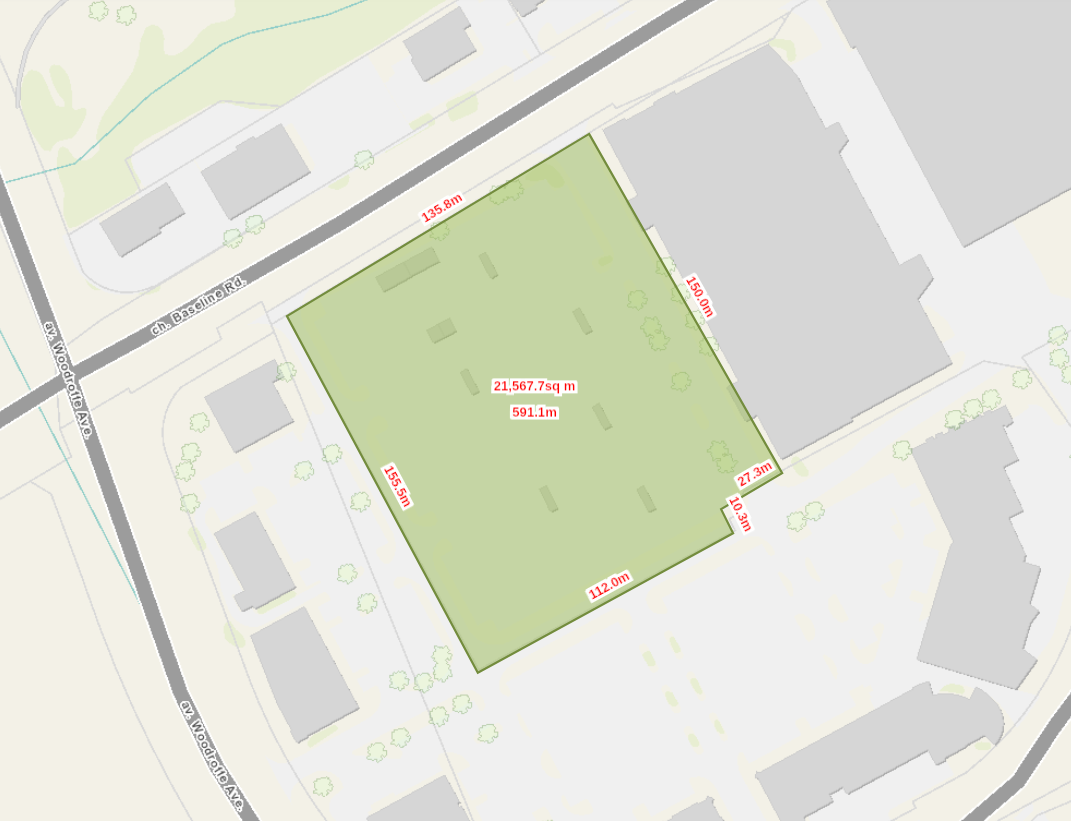 135.8m
150.0m
ch. Baseline Rd.
av. Woodroffe Ave.
21,567.7sq m
591.1m
155.5m
27.3m
10.3m
112.0m
av. Woodroffe Ave.